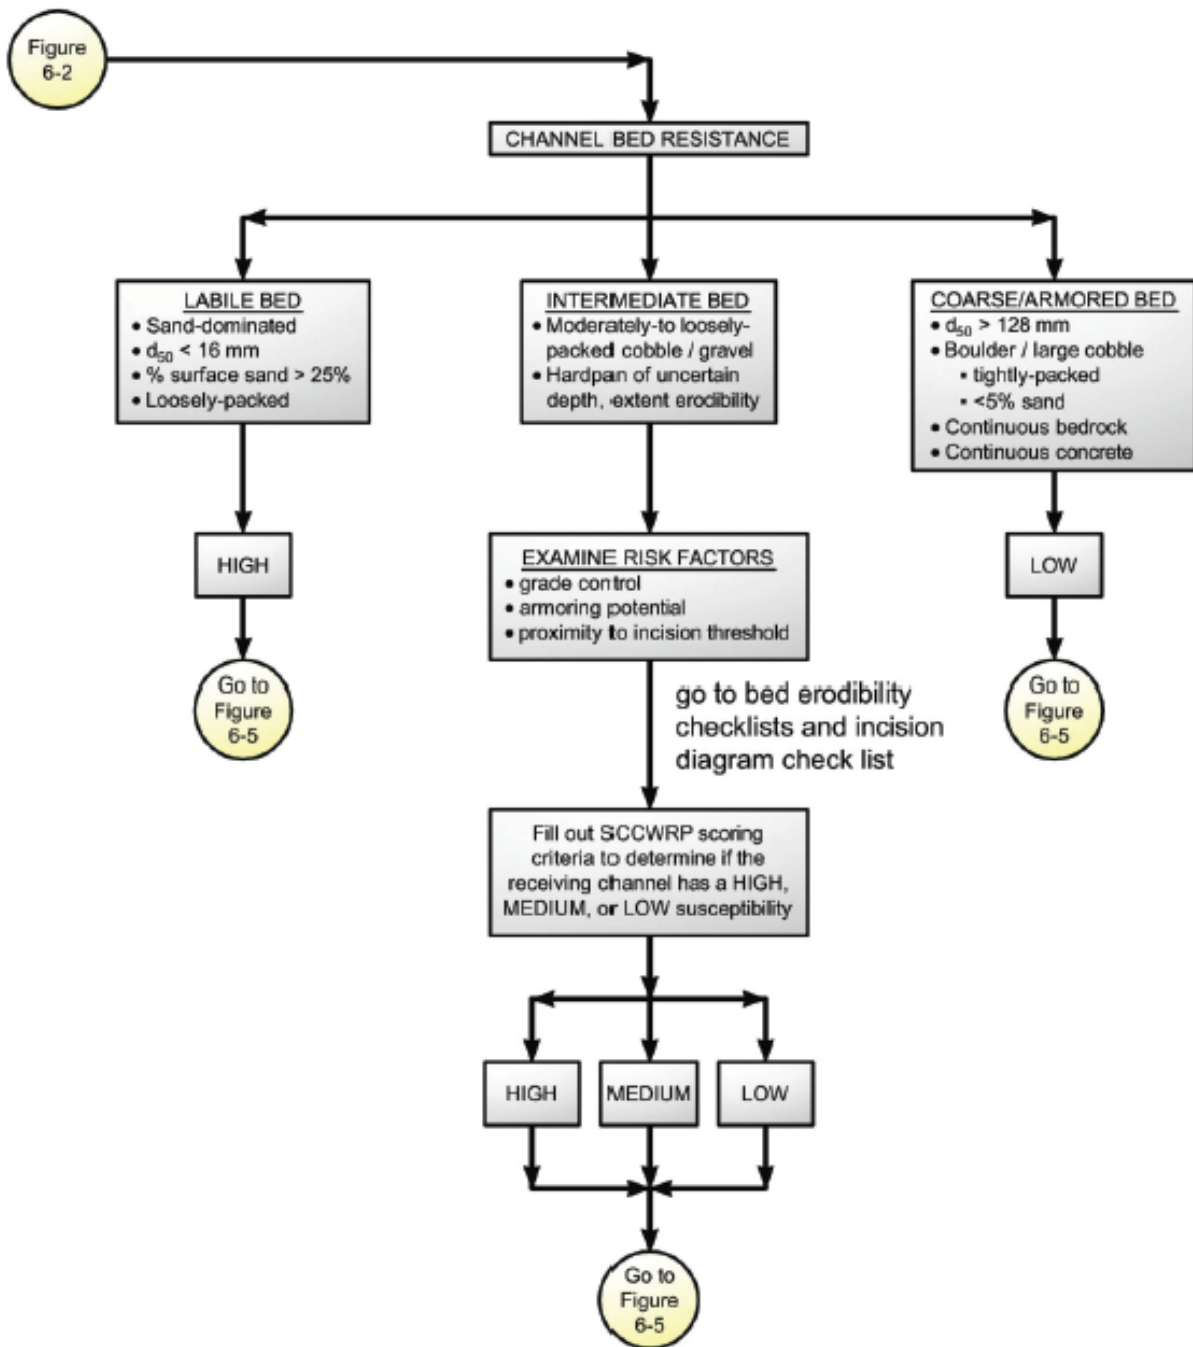 Figure
6-2
CHANNEL BED RESISTANCE
LABILE BED
• Sand-dominated
• d₅₀ < 16 mm
• % surface sand > 25%
• Loosely-packed
INTERMEDIATE BED
• Moderately-to loosely-
packed cobble / gravel
• Hardpan of uncertain
depth, extent erodibility
COARSE/ARMORED BED
• d₅₀ > 128 mm
• Boulder / large cobble
▪ tightly-packed
▪ <5% sand
• Continuous bedrock
• Continuous concrete
HIGH
EXAMINE RISK FACTORS
• grade control
• armoring potential
• proximity to incision threshold
LOW
Go to
Figure
6-5
go to bed erodibility
checklists and incision
diagram check list
Go to
Figure
6-5
Fill out SCCWRP scoring
criteria to determine if the
receiving channel has a HIGH,
MEDIUM, or LOW susceptibility
HIGH
MEDIUM
LOW
Go to
Figure
6-5